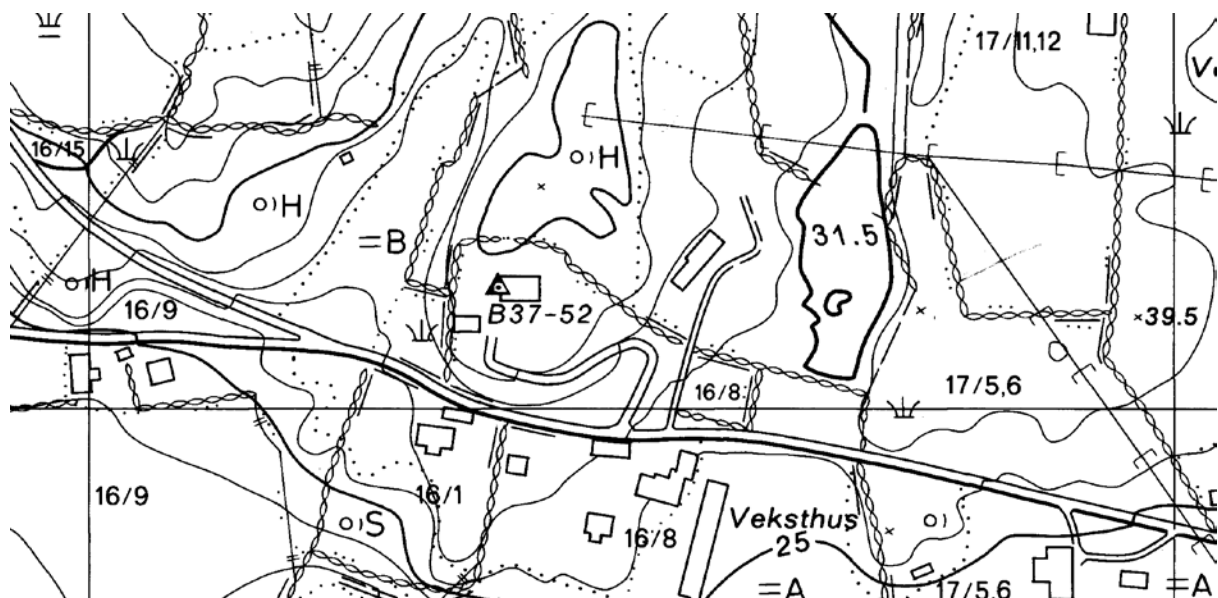 17/11,12
16/15
H
H
31.5
=B
H
16/9
B37-52
39.5
16/8
17/5,6
16/9
16/1
S
Veksthus
16/8
25
=A
17/5,6
=A